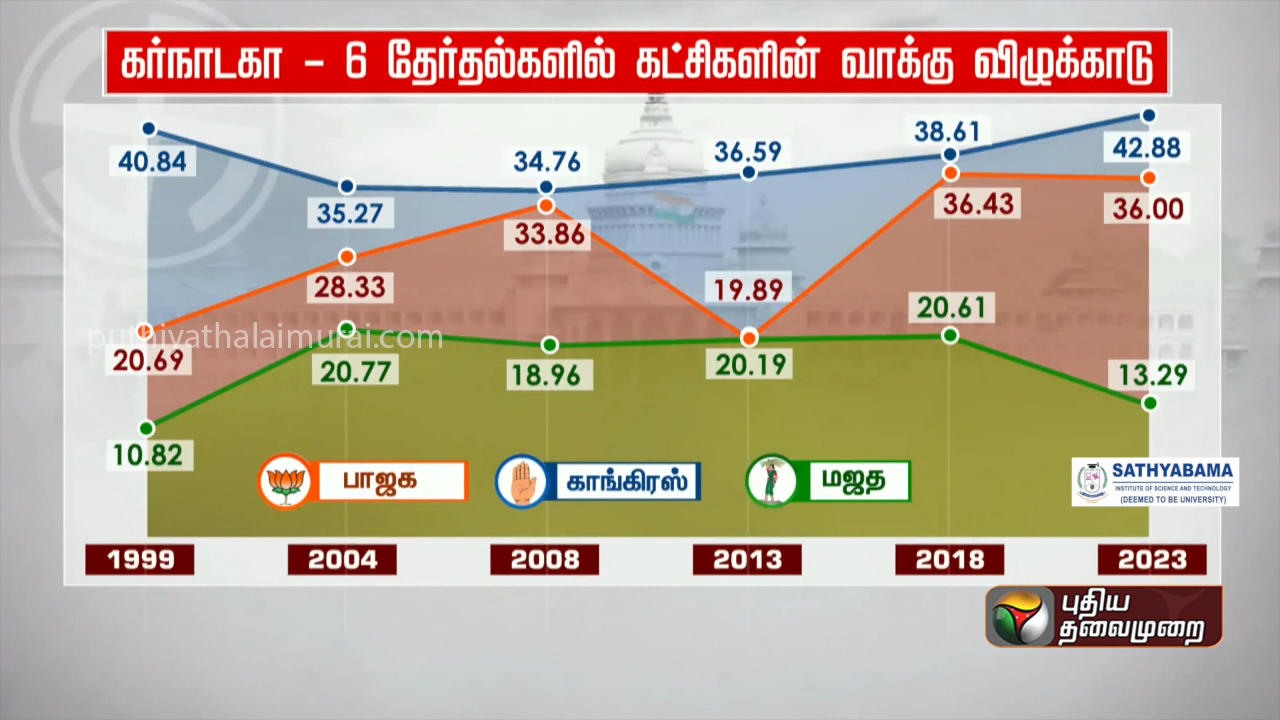 கர்நாடகா – 6 தேர்தல்களில் கட்சிகளின் வாக்கு விழுக்காடு
40.84 35.27 34.76 36.59 38.61 42.88
20.69 28.33 33.86 19.89 36.43 36.00
10.82 20.77 18.96 20.19 20.61 13.29
puthiyathalaimurai.com
பாஜக காங்கிரஸ் மஜத
SATHYABAMA
INSTITUTE OF SCIENCE AND TECHNOLOGY
(DEEMED TO BE UNIVERSITY)
1999 2004 2008 2013 2018 2023
புதிய
தலைமுறை